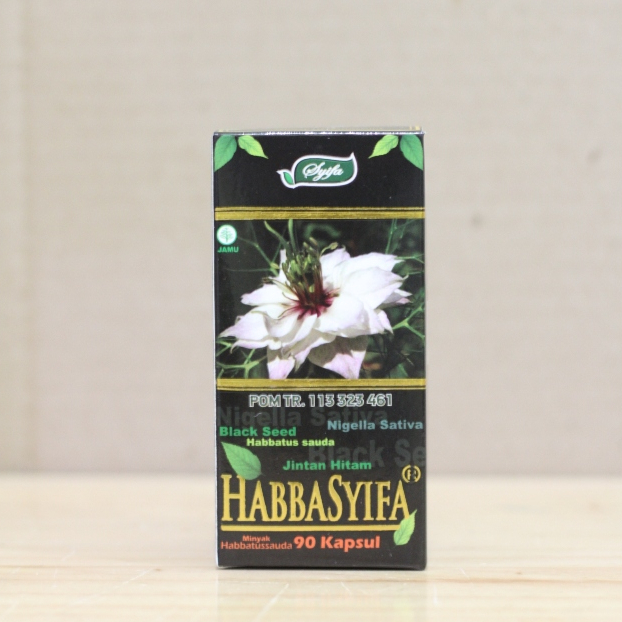 Syifa
JAMU
POM TR. 113 323 461
Nigella Sativa
Black Seed
Nigella Sativa
Habbatus sauda
Black Se
Jintan Hitam
HABBASYIFA®
Minyak
Habbatussauda 90 Kapsul